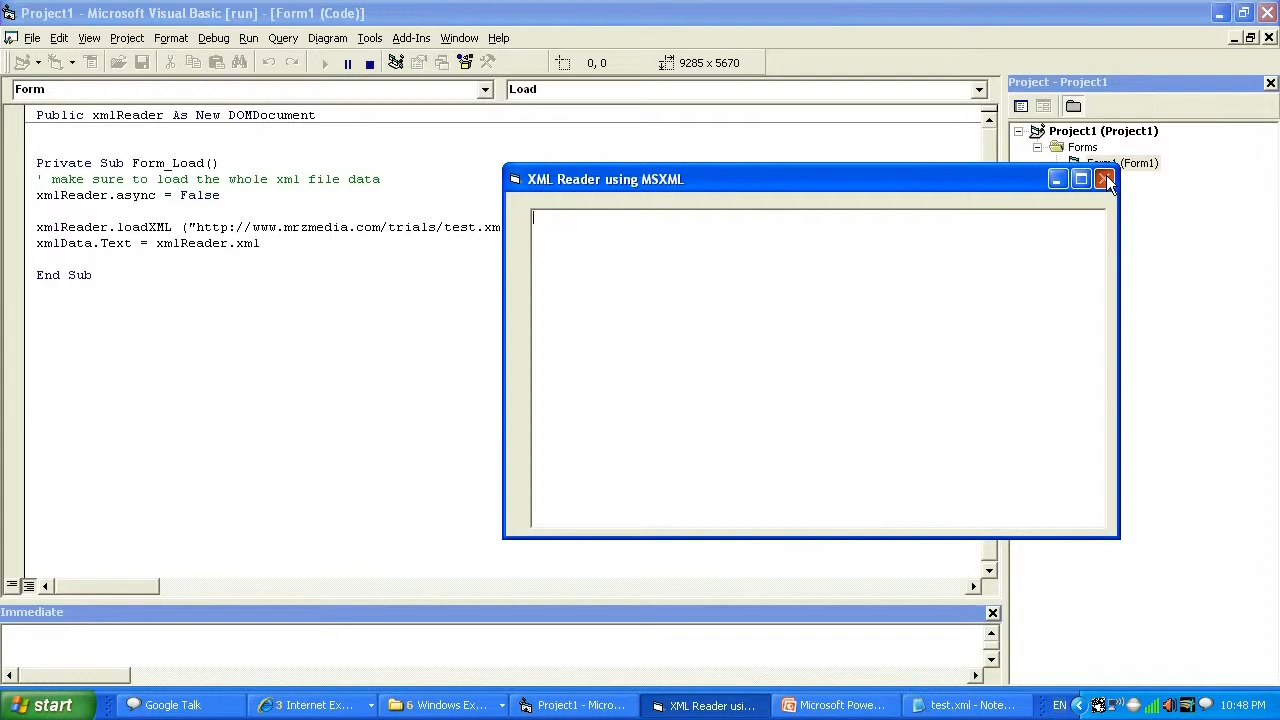 Project1 - Microsoft Visual Basic [run] - [Form1 (Code)]
File Edit View Project Format Debug Run Query Diagram Tools Add-Ins Window Help
0, 0 9285 x 5670
Form Load
Project - Project1
Public xmlReader As New DOMDocument
Project1 (Project1)
Forms
Form1 (Form1)
Private Sub Form_Load()
' make sure to load the whole xml file data
xmlReader.async = False
xmlReader.loadXML ("http://www.mrzmedia.com/trials/test.xm
xmlData.Text = xmlReader.xml
End Sub
XML Reader using MSXML
Immediate
start Google Talk 3 Internet Ex... 6 Windows Ex... Project1 - Micro... XML Reader usi... Microsoft Powe... test.xml - Note... EN 10:48 PM